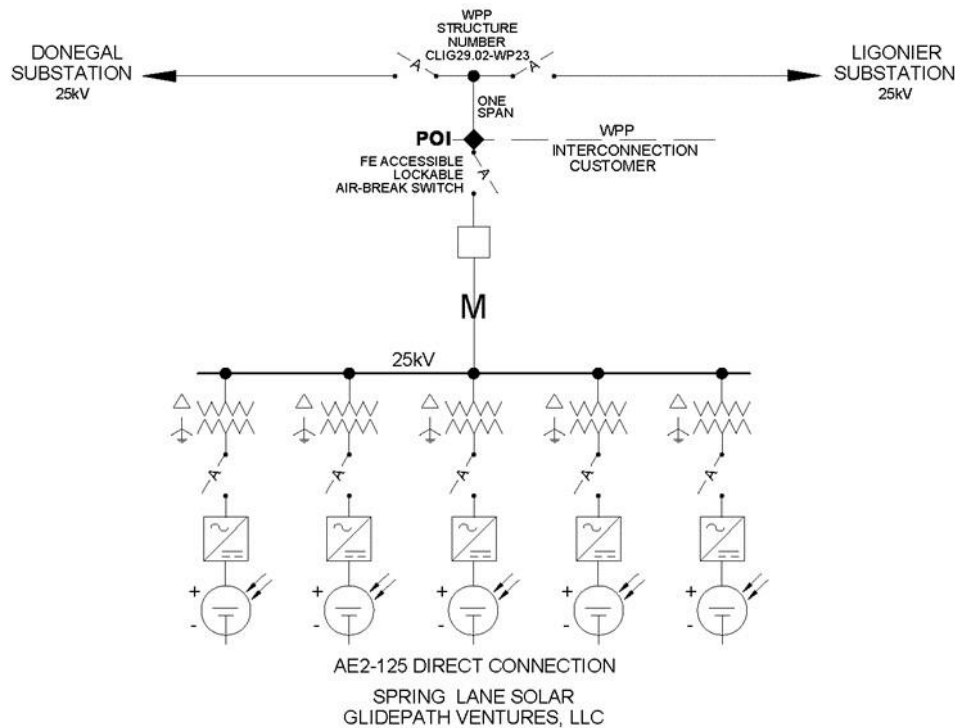 WPP
STRUCTURE
NUMBER
CLIG29.02-WP23
DONEGAL
SUBSTATION
25kV
LIGONIER
SUBSTATION
25kV
A
A
ONE
SPAN
POI
WPP
INTERCONNECTION
CUSTOMER
FE ACCESSIBLE
LOCKABLE
AIR-BREAK SWITCH
A
M
25kV
A
A
A
A
A
+
-
+
-
+
-
+
-
+
-
AE2-125 DIRECT CONNECTION
SPRING LANE SOLAR
GLIDEPATH VENTURES, LLC